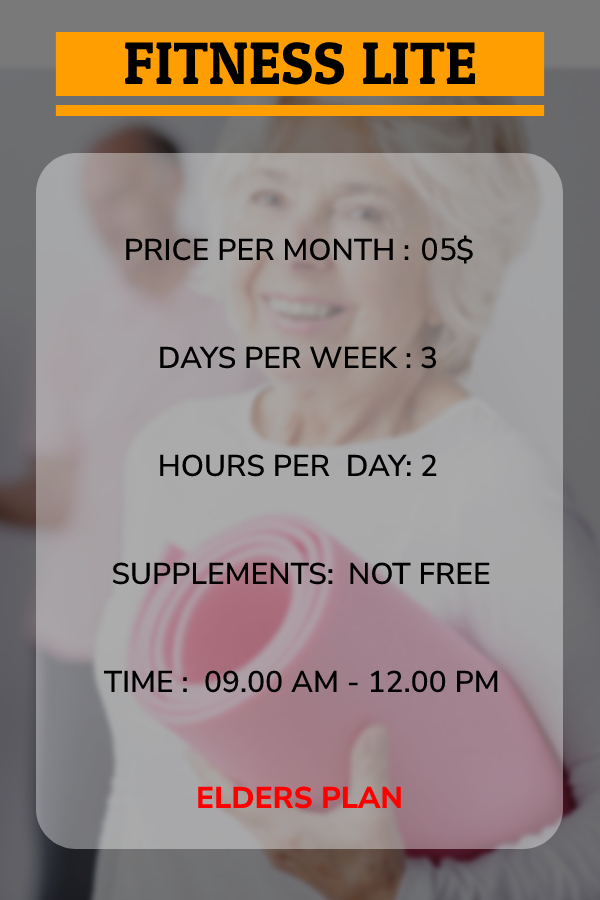 FITNESS LITE
PRICE PER MONTH : 05$
DAYS PER WEEK : 3
HOURS PER  DAY: 2
SUPPLEMENTS:  NOT FREE
TIME :  09.00 AM - 12.00 PM
ELDERS PLAN